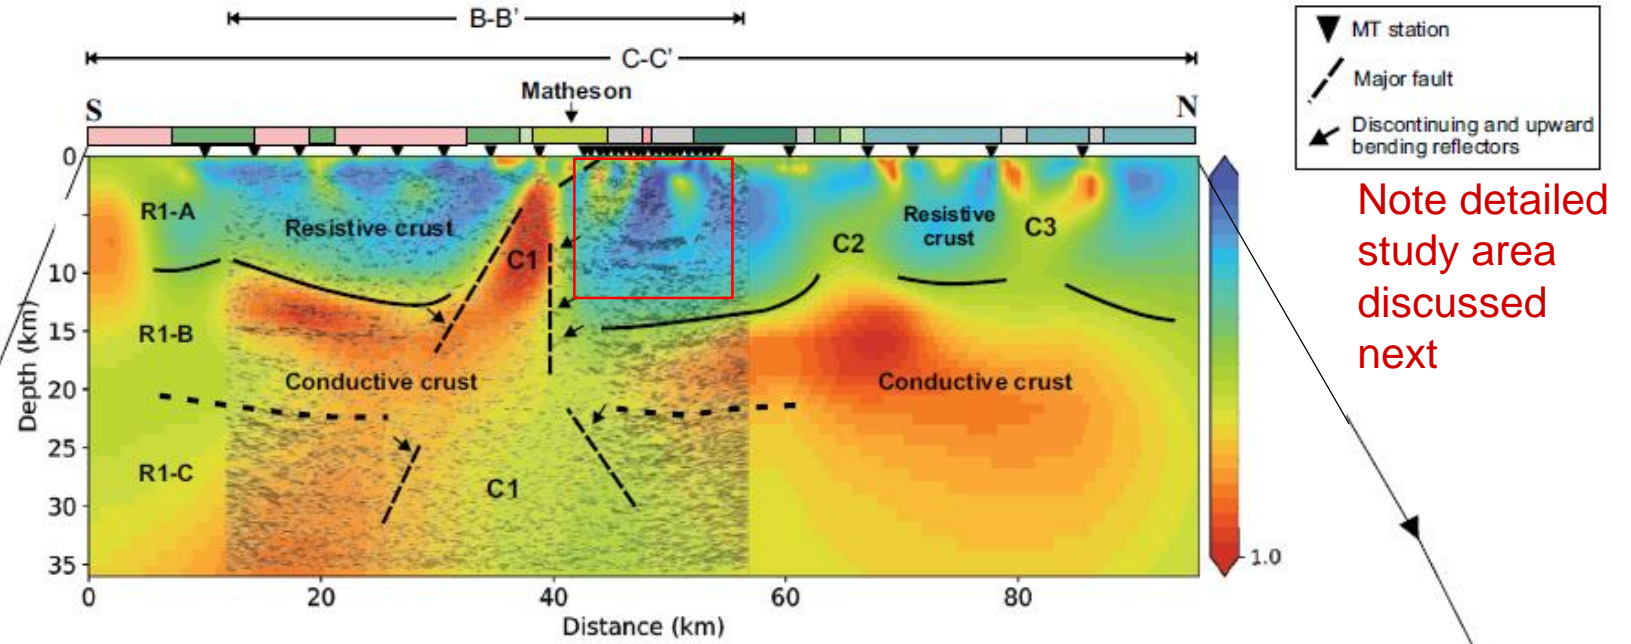 B-B'
C-C'
Matheson
S
N
MT station
Major fault
Discontinuing and upward
bending reflectors
Note detailed
study area
discussed
next
0
10
15
20
25
30
35
Depth (km)
R1-A
Resistive crust
C1
C2
Resistive
crust
C3
R1-B
Conductive crust
Conductive crust
R1-C
C1
1.0
0
20
40
60
80
Distance (km)